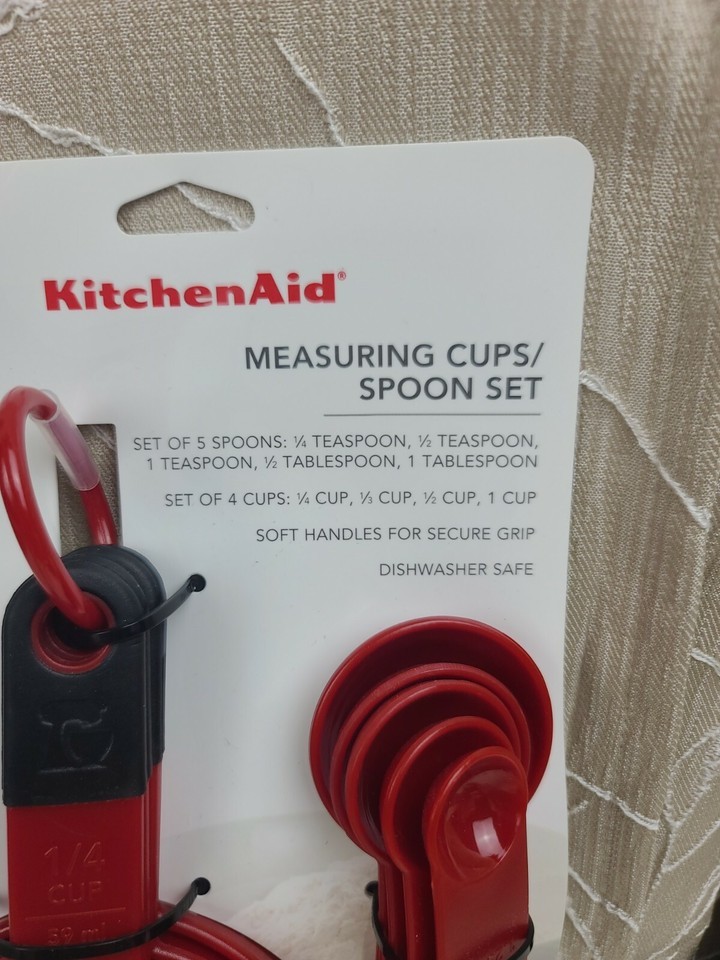 KitchenAid®
MEASURING CUPS/
SPOON SET
SET OF 5 SPOONS: ¼ TEASPOON, ½ TEASPOON,
1 TEASPOON, ½ TABLESPOON, 1 TABLESPOON
SET OF 4 CUPS: ¼ CUP, ⅓ CUP, ½ CUP, 1 CUP
SOFT HANDLES FOR SECURE GRIP
DISHWASHER SAFE
1/4
CUP
59 ml